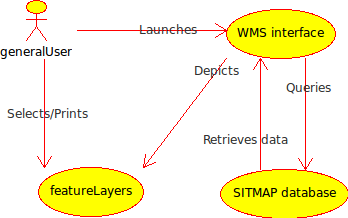 Launches
WMS interface
generalUser
Depicts
Queries
Selects/Prints
Retrieves data
featureLayers
SITMAP database